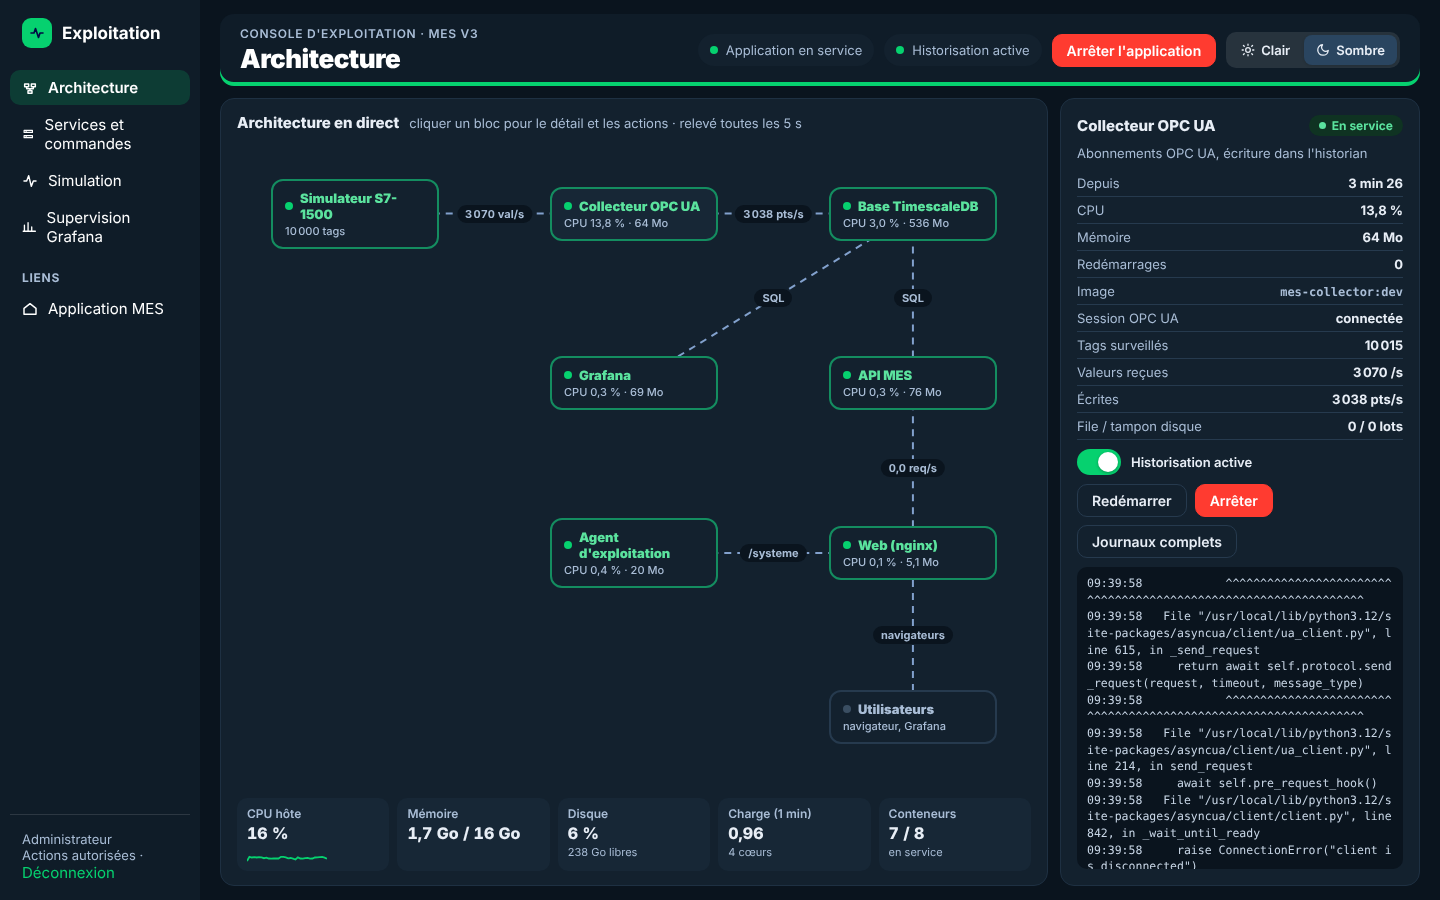 Exploitation
Architecture
Services et
commandes
Simulation
Supervision
Grafana
LIENS
Application MES
Administrateur
Actions autorisées ·
Déconnexion
CONSOLE D'EXPLOITATION · MES V3
Architecture
Application en service
Historisation active
Arrêter l'application
Clair
Sombre
Architecture en direct cliquer un bloc pour le détail et les actions · relevé toutes les 5 s
Simulateur S7-
1500
10 000 tags
3 070 val/s
Collecteur OPC UA
CPU 13,8 % · 64 Mo
3 038 pts/s
Base TimescaleDB
CPU 3,0 % · 536 Mo
SQL
SQL
Grafana
CPU 0,3 % · 69 Mo
API MES
CPU 0,3 % · 76 Mo
0,0 req/s
Agent
d'exploitation
CPU 0,4 % · 20 Mo
/systeme
Web (nginx)
CPU 0,1 % · 5,1 Mo
navigateurs
Utilisateurs
navigateur, Grafana
CPU hôte
16 %
Mémoire
1,7 Go / 16 Go
Disque
6 %
238 Go libres
Charge (1 min)
0,96
4 cœurs
Conteneurs
7 / 8
en service
Collecteur OPC UA
En service
Abonnements OPC UA, écriture dans l'historian
Depuis 3 min 26
CPU 13,8 %
Mémoire 64 Mo
Redémarrages 0
Image mes-collector:dev
Session OPC UA connectée
Tags surveillés 10 015
Valeurs reçues 3 070 /s
Écrites 3 038 pts/s
File / tampon disque 0 / 0 lots
Historisation active
Redémarrer
Arrêter
Journaux complets
09:39:58 ^^^^^^^^^^^^^^^^^^^^^^^^
^^^^^^^^^^^^^^^^^^^^^^^^^^^^^^^^^^^^^^^^
09:39:58 File "/usr/local/lib/python3.12/s
ite-packages/asyncua/client/ua_client.py", l
ine 615, in _send_request
09:39:58 return await self.protocol.send
_request(request, timeout, message_type)
09:39:58 ^^^^^^^^^^^^^^^^^^^^^^^^
^^^^^^^^^^^^^^^^^^^^^^^^^^^^^^^^^^^^^^^^
09:39:58 File "/usr/local/lib/python3.12/s
ite-packages/asyncua/client/ua_client.py", l
ine 214, in send_request
09:39:58 await self.pre_request_hook()
09:39:58 File "/usr/local/lib/python3.12/s
ite-packages/asyncua/client/client.py", line
842, in _wait_until_ready
09:39:58 raise ConnectionError("client i
s disconnected")